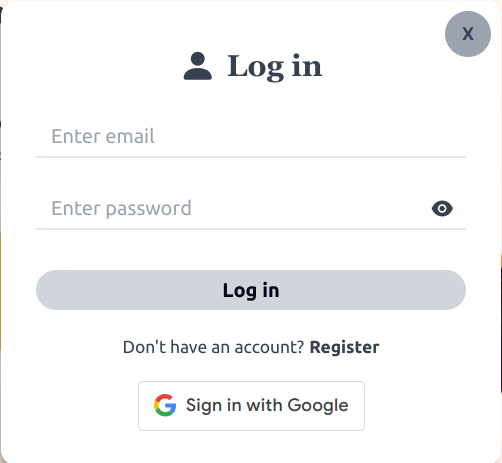 X
Log in
Enter email
Enter password
Log in
Don't have an account? Register
Sign in with Google